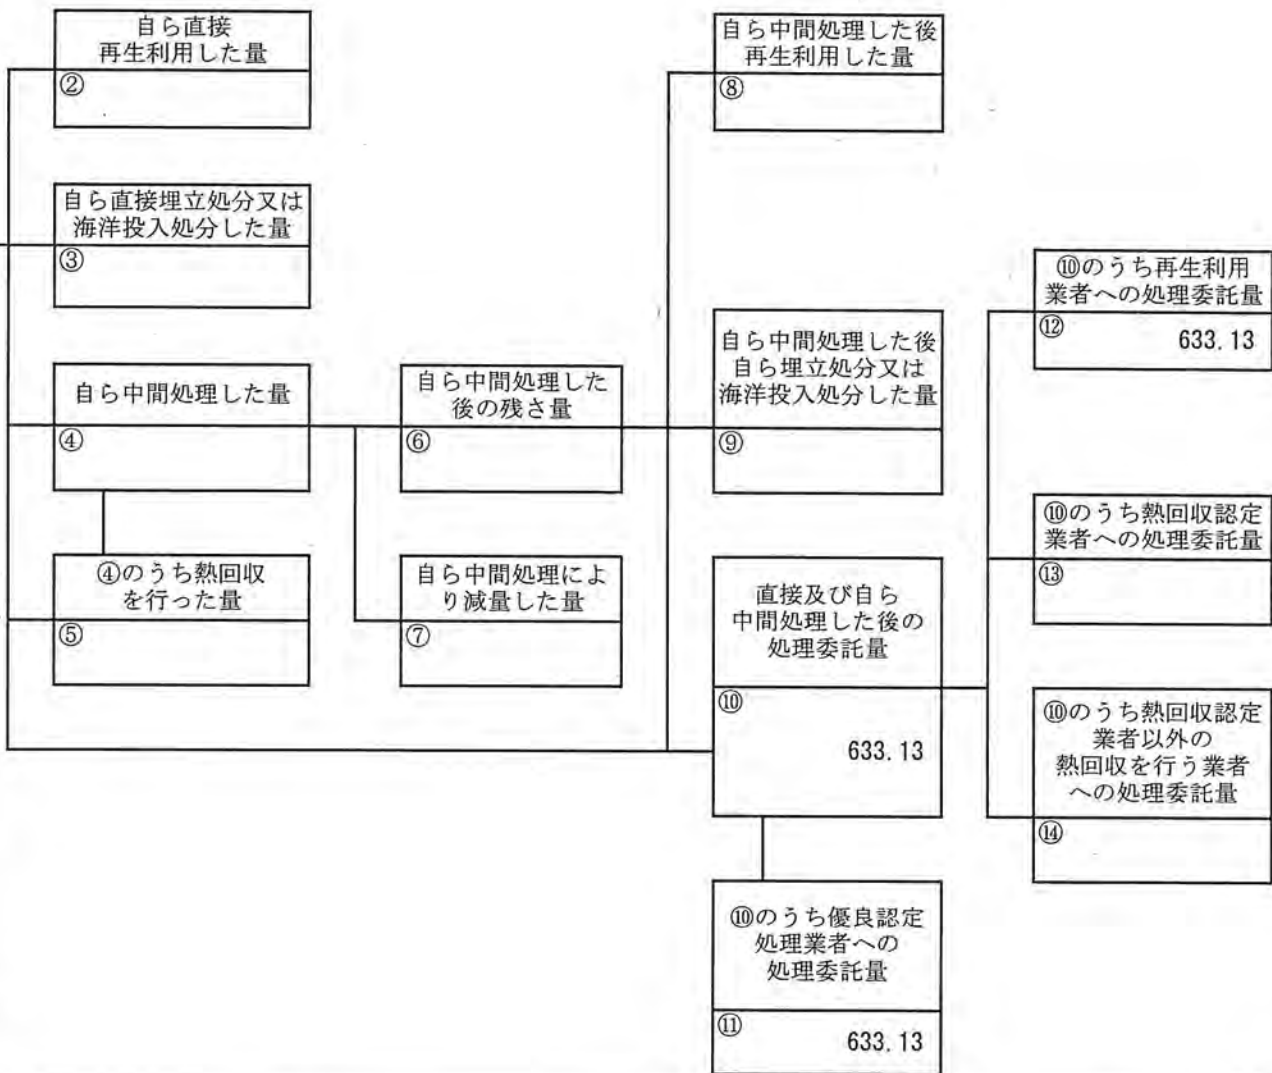 自ら直接
再生利用した量
②
自ら直接埋立処分又は
海洋投入処分した量
③
自ら中間処理した量
④
④のうち熱回収
を行った量
⑤
自ら中間処理した
後の残さ量
⑥
自ら中間処理によ
り減量した量
⑦
自ら中間処理した後
再生利用した量
⑧
自ら中間処理した後
自ら埋立処分又は
海洋投入処分した量
⑨
直接及び自ら
中間処理した後の
処理委託量
⑩
633.13
⑩のうち優良認定
処理業者への
処理委託量
⑪
633.13
⑩のうち再生利用
業者への処理委託量
⑫
633.13
⑩のうち熱回収認定
業者への処理委託量
⑬
⑩のうち熱回収認定
業者以外の
熱回収を行う業者
への処理委託量
⑭